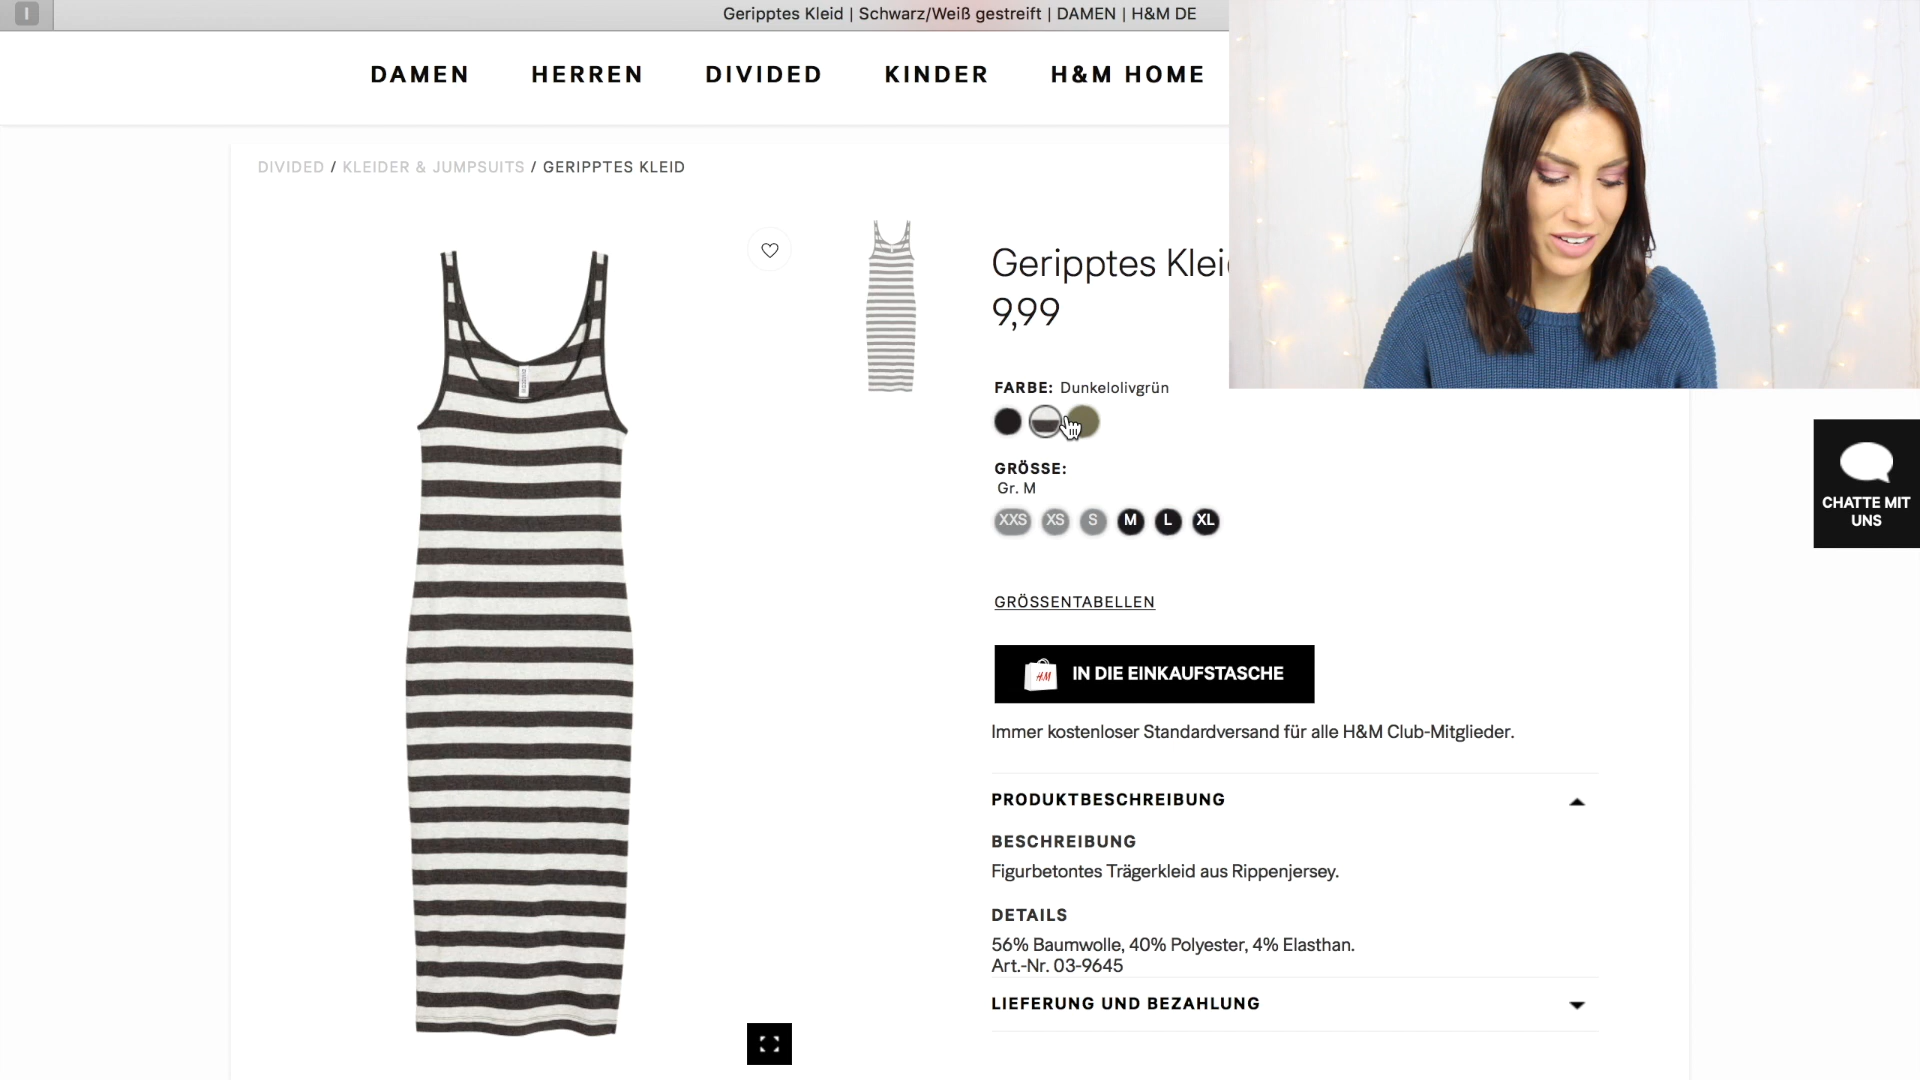 Geripptes Kleid | Schwarz/Weiß gestreift | DAMEN | H&M DE
DAMEN HERREN DIVIDED KINDER H&M HOME
DIVIDED / KLEIDER & JUMPSUITS / GERIPPTES KLEID
Geripptes Kleid
9,99
FARBE: Dunkelolivgrün
GRÖSSE:
Gr. M
XXS XS S M L XL
GRÖSSENTABELLEN
H&M IN DIE EINKAUFSTASCHE
Immer kostenloser Standardversand für alle H&M Club-Mitglieder.
PRODUKTBESCHREIBUNG
BESCHREIBUNG
Figurbetontes Trägerkleid aus Rippenjersey.
DETAILS
56% Baumwolle, 40% Polyester, 4% Elasthan.
Art.-Nr. 03-9645
LIEFERUNG UND BEZAHLUNG
CHATTE MIT
UNS